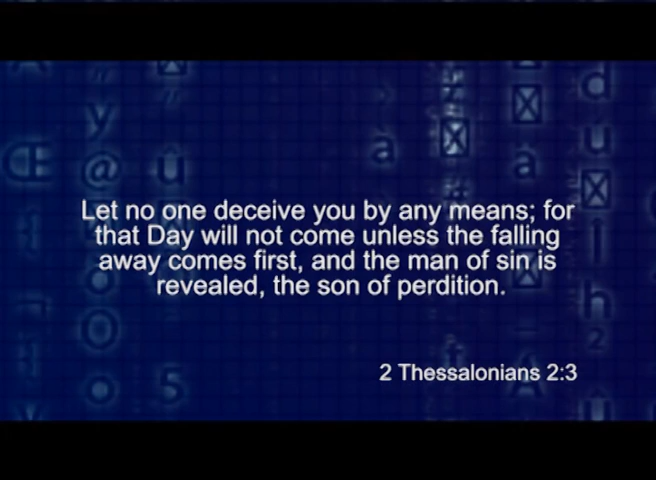 Let no one deceive you by any means; for
that Day will not come unless the falling
away comes first, and the man of sin is
revealed, the son of perdition.
2 Thessalonians 2:3